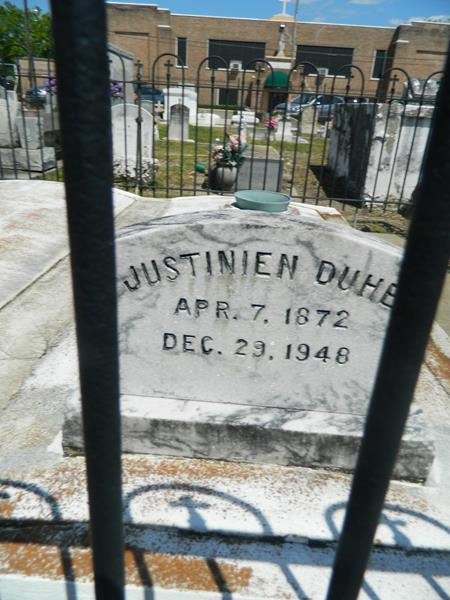 JUSTINIEN DUHE
APR. 7, 1872
DEC. 29, 1948